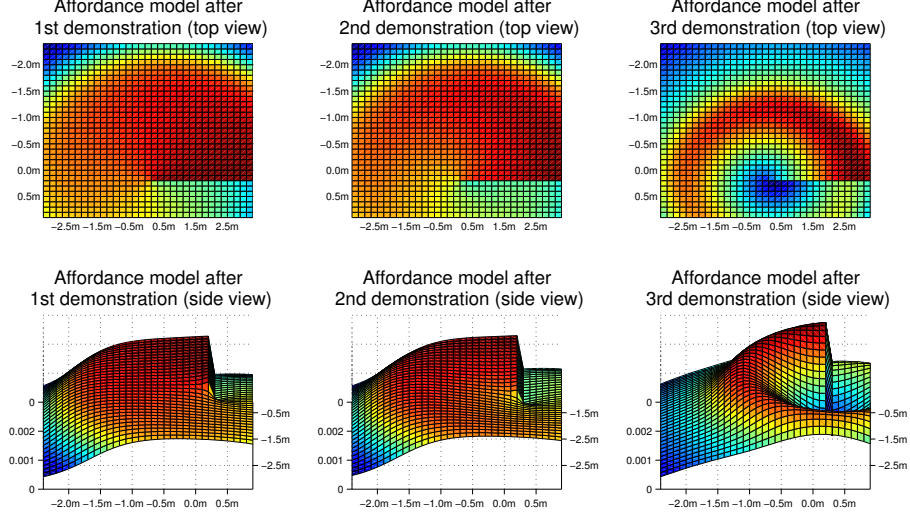 Affordance model after
1st demonstration (top view)
Affordance model after
2nd demonstration (top view)
Affordance model after
3rd demonstration (top view)
−2.0m
−1.5m
−1.0m
−0.5m
0.0m
0.5m
−2.5m −1.5m −0.5m 0.5m 1.5m 2.5m
−2.0m
−1.5m
−1.0m
−0.5m
0.0m
0.5m
−2.5m −1.5m −0.5m 0.5m 1.5m 2.5m
−2.0m
−1.5m
−1.0m
−0.5m
0.0m
0.5m
−2.5m −1.5m −0.5m 0.5m 1.5m 2.5m
Affordance model after
1st demonstration (side view)
Affordance model after
2nd demonstration (side view)
Affordance model after
3rd demonstration (side view)
0
0.002
0.001
0
−0.5m
−1.5m
−2.5m
−2.0m −1.5m −1.0m −0.5m 0.0m 0.5m
0
0.002
0.001
0
−0.5m
−1.5m
−2.5m
−2.0m −1.5m −1.0m −0.5m 0.0m 0.5m
0
0.002
0.001
0
−0.5m
−1.5m
−2.5m
−2.0m −1.5m −1.0m −0.5m 0.0m 0.5m